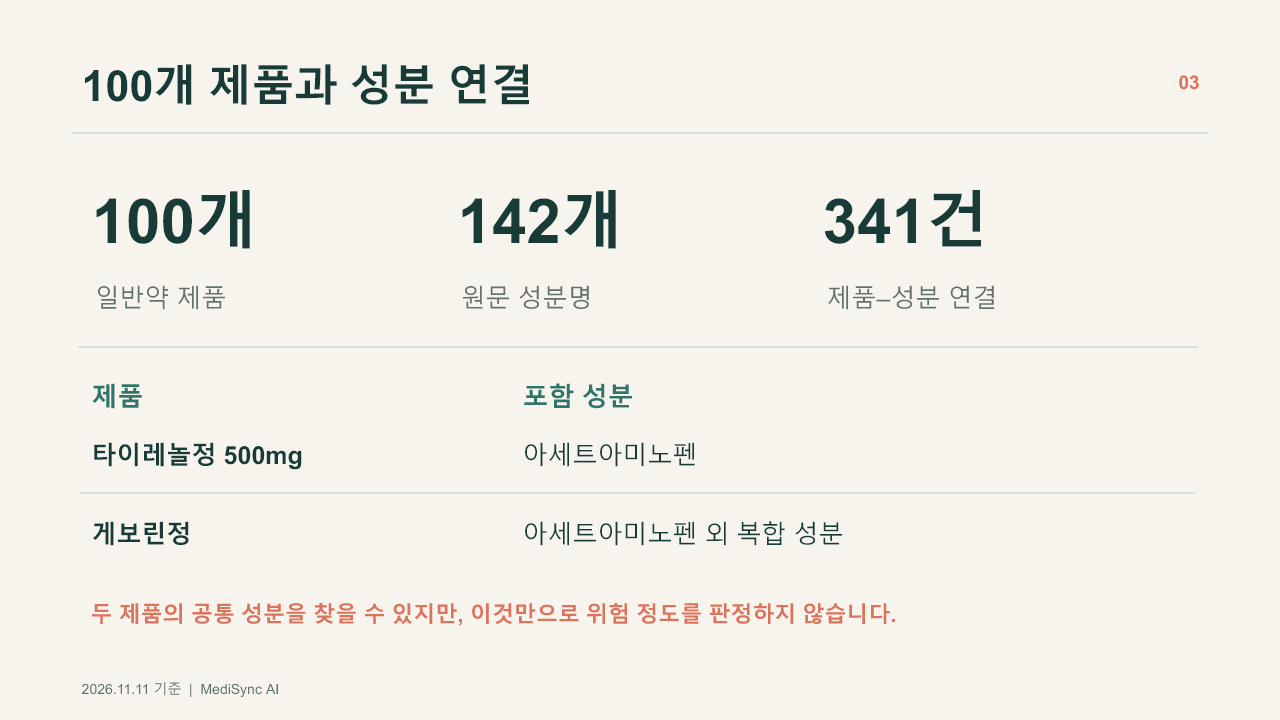 100개 제품과 성분 연결
03
100개
142개
341건
일반약 제품
원문 성분명
제품–성분 연결
제품
포함 성분
타이레놀정 500mg
아세트아미노펜
게보린정
아세트아미노펜 외 복합 성분
두 제품의 공통 성분을 찾을 수 있지만, 이것만으로 위험 정도를 판정하지 않습니다.
2026.11.11 기준 | MediSync AI